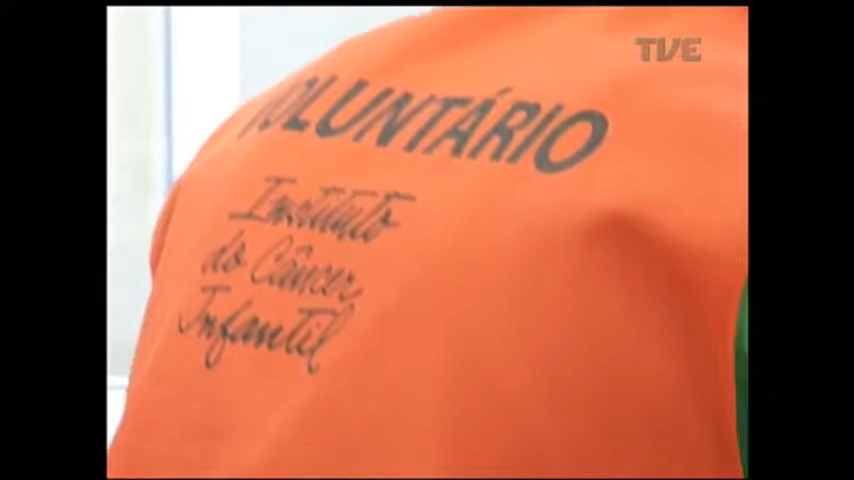 TVE
VOLUNTÁRIO
Instituto
do Câncer
Infantil